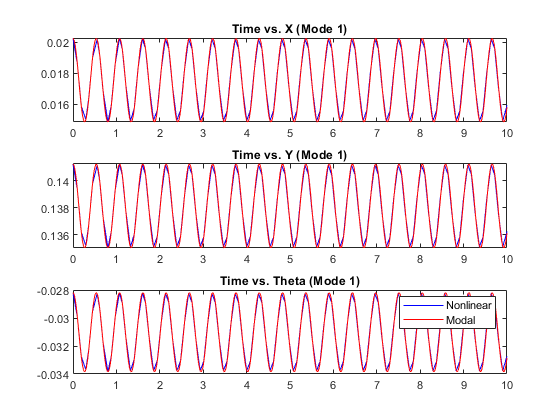 Time vs. X (Mode 1)
0.02
0.018
0.016
0 1 2 3 4 5 6 7 8 9 10
Time vs. Y (Mode 1)
0.14
0.138
0.136
0 1 2 3 4 5 6 7 8 9 10
Time vs. Theta (Mode 1)
-0.028
-0.03
-0.032
-0.034
Nonlinear
Modal
0 1 2 3 4 5 6 7 8 9 10